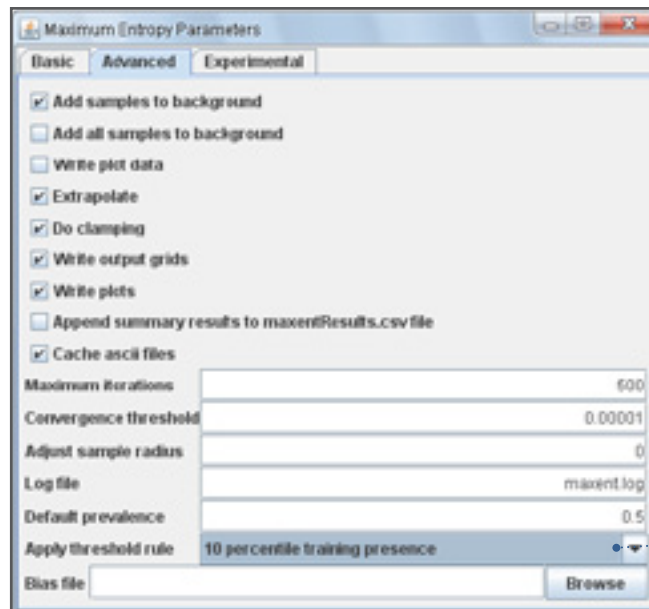 Maximum Entropy Parameters
Basic Advanced Experimental
Add samples to background
Add all samples to background
Write plot data
Extrapolate
Do clamping
Write output grids
Write plots
Append summary results to maxentResults.csv file
Cache ascii files
Maximum iterations 500
Convergence threshold 0.00001
Adjust sample radius 0
Log file maxent.log
Default prevalence 0.5
Apply threshold rule 10 percentile training presence
Bias file Browse